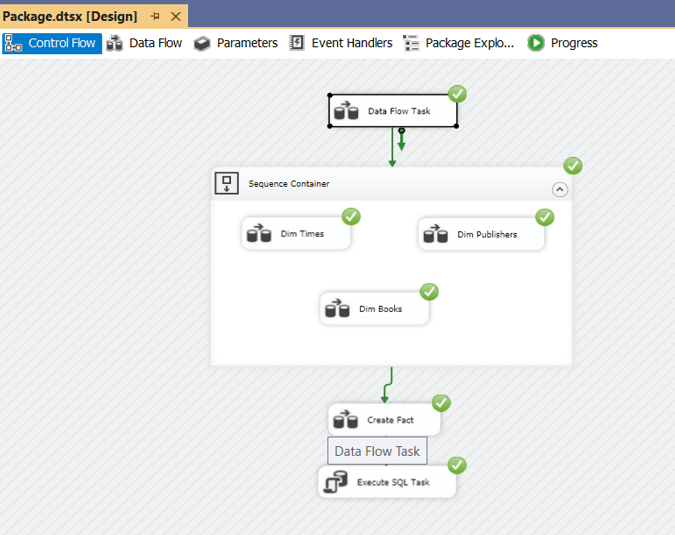 Package.dtsx [Design]
Control Flow Data Flow Parameters Event Handlers Package Explo... Progress
Data Flow Task
Sequence Container
Dim Times Dim Publishers
Dim Books
Create Fact
Data Flow Task
Execute SQL Task